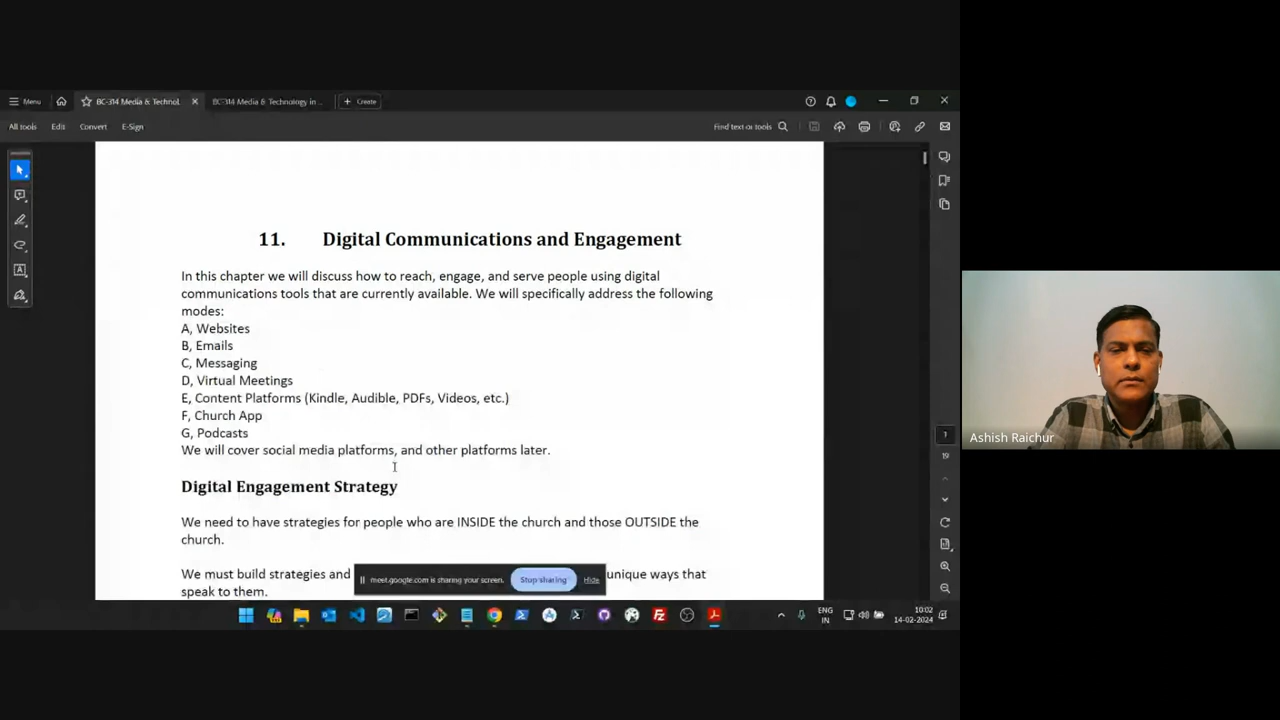 Menu
BC-314 Media & Technol.
BC-314 Media & Technology in ...
Create
All tools
Edit
Convert
E-Sign
Find text or tools
11. Digital Communications and Engagement
In this chapter we will discuss how to reach, engage, and serve people using digital
communications tools that are currently available. We will specifically address the following
modes:
A, Websites
B, Emails
C, Messaging
D, Virtual Meetings
E, Content Platforms (Kindle, Audible, PDFs, Videos, etc.)
F, Church App
G, Podcasts
We will cover social media platforms, and other platforms later.
Digital Engagement Strategy
We need to have strategies for people who are INSIDE the church and those OUTSIDE the
church.
We must build strategies and
unique ways that
speak to them.
meet.google.com is sharing your screen.
Stop sharing
Hide
1
19
ENG
IN
10:02
14-02-2024
Ashish Raichur